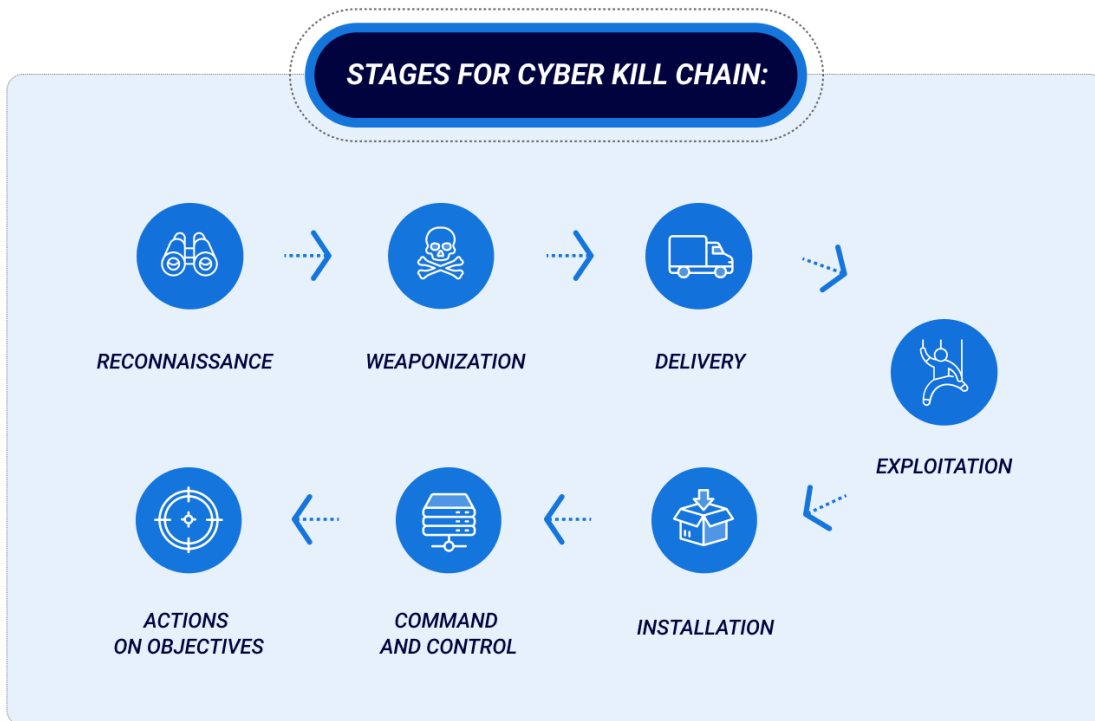 STAGES FOR CYBER KILL CHAIN:
RECONNAISSANCE
WEAPONIZATION
DELIVERY
EXPLOITATION
INSTALLATION
COMMAND
AND CONTROL
ACTIONS
ON OBJECTIVES